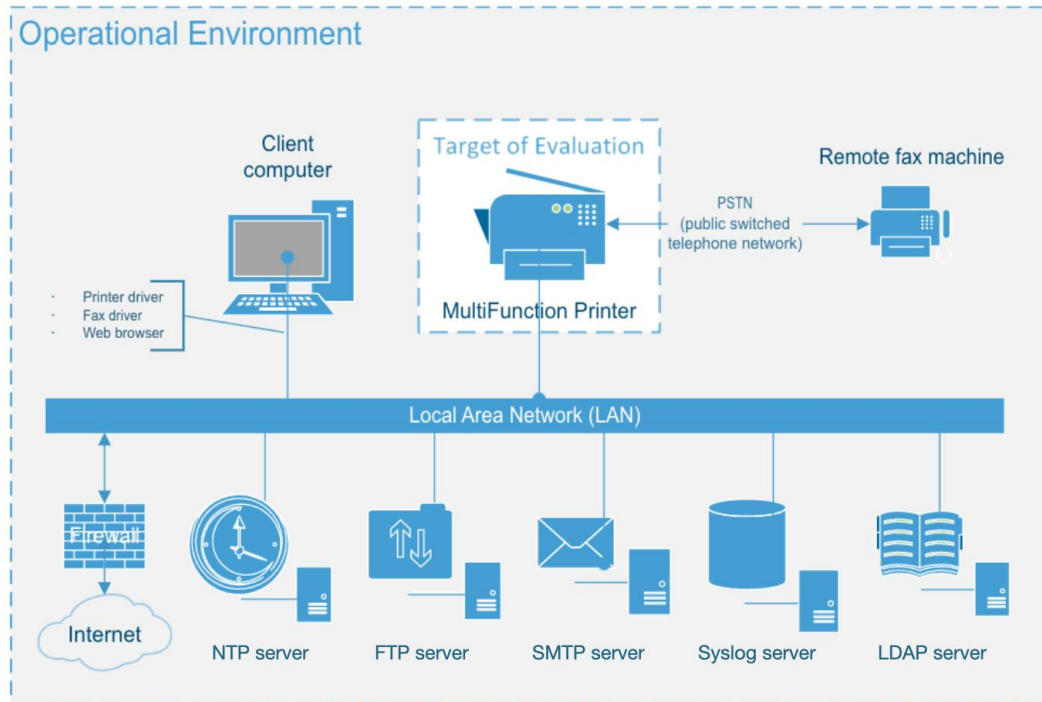 Operational Environment
Client
computer
Target of Evaluation
MultiFunction Printer
Remote fax machine
PSTN
(public switched
telephone network)
· Printer driver
· Fax driver
· Web browser
Local Area Network (LAN)
Firewall
Internet
NTP server
FTP server
SMTP server
Syslog server
LDAP server